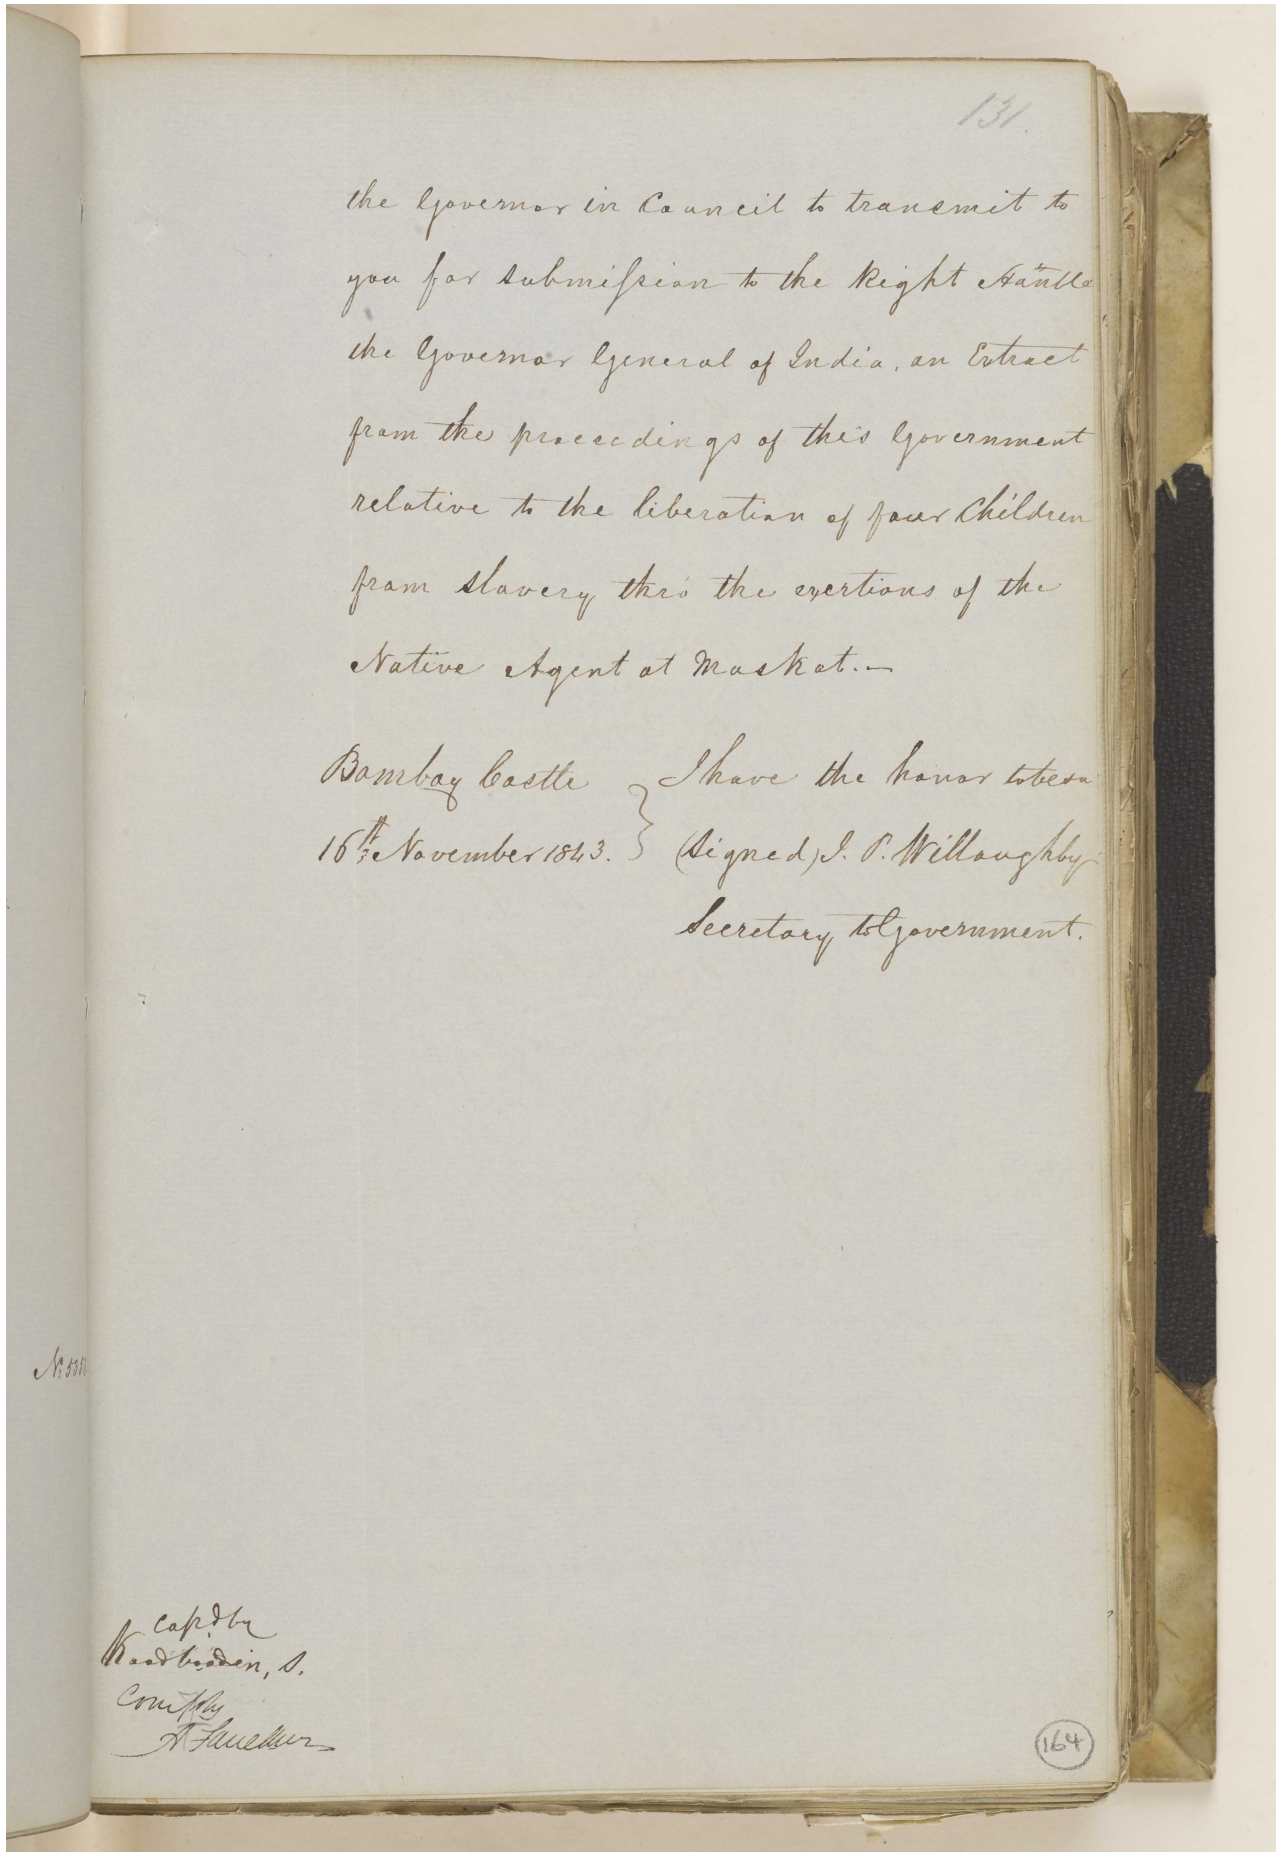 131.
the Governor in Council to transmit to
you for submission to the Right Honble
the Governor General of India, an Extract
from the proceedings of this Government
relative to the liberation of four Children
from slavery thro' the exertions of the
Native Agent at Maskat.—
Bombay Castle
16th November 1843.
I have the honor to be &a
(Signed) J. P. Willoughby
Secretary to Government.
Cop'd by
Comp by
164